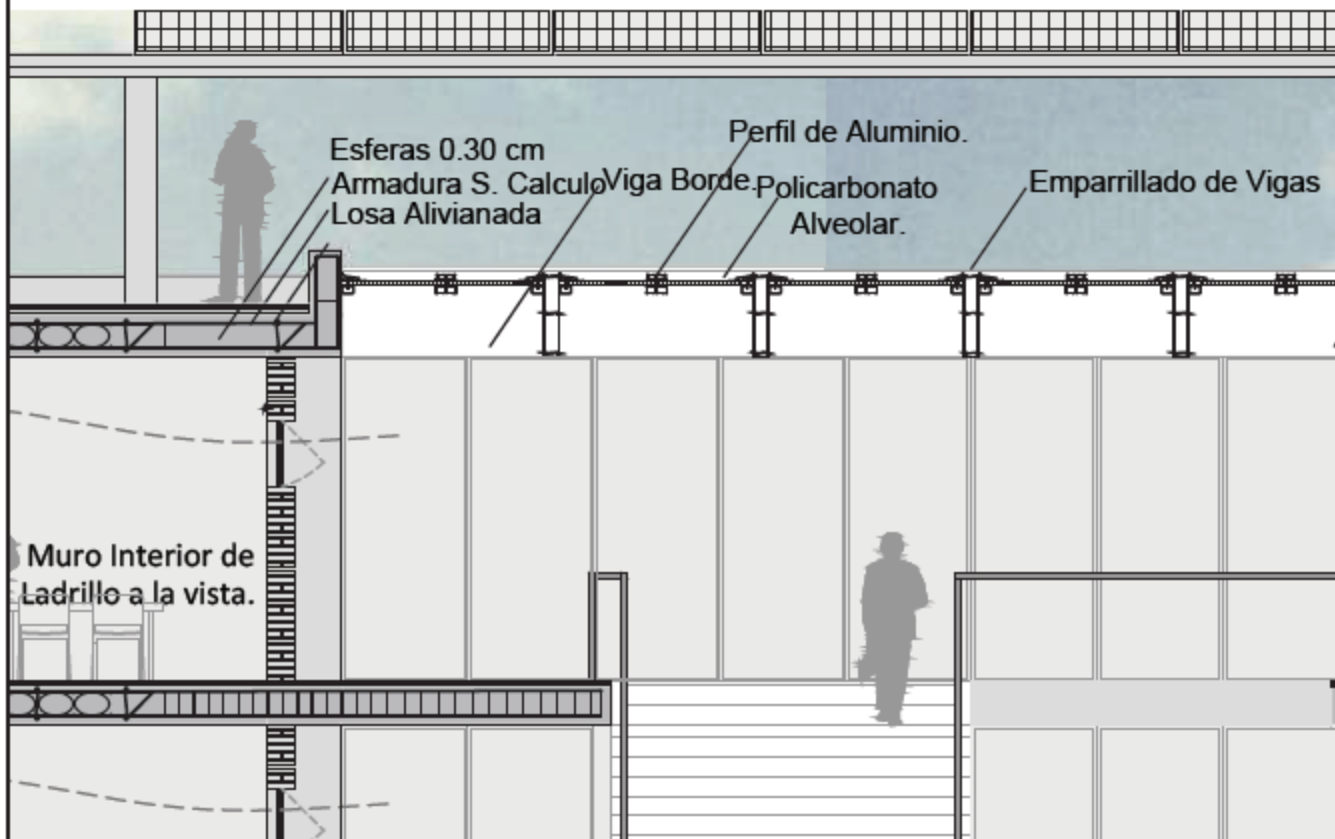 Esferas 0.30 cm
Armadura S. Calculo
Losa Alivianada
Viga Borde.
Perfil de Aluminio.
Policarbonato
Alveolar.
Emparrillado de Vigas
Muro Interior de
Ladrillo a la vista.